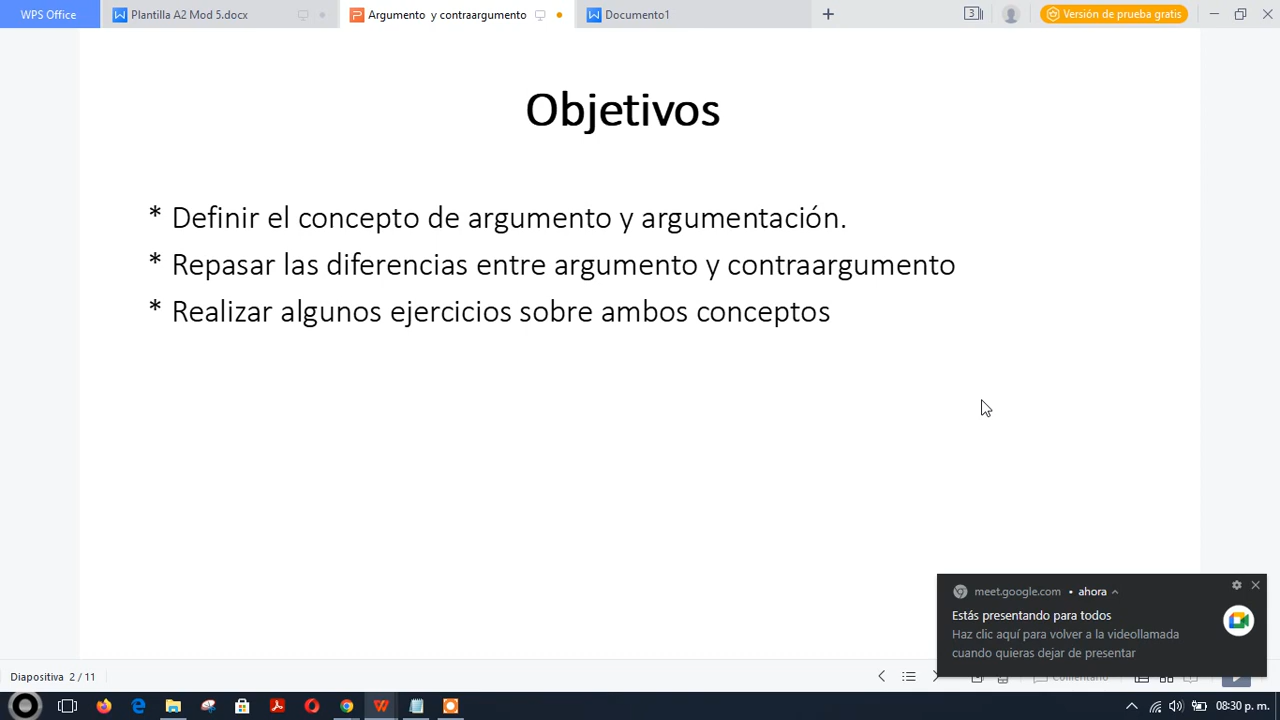 WPS Office
Plantilla A2 Mod 5.docx
Argumento y contraargumento
Documento1
3
Versión de prueba gratis
Objetivos
* Definir el concepto de argumento y argumentación.
* Repasar las diferencias entre argumento y contraargumento
* Realizar algunos ejercicios sobre ambos conceptos
meet.google.com • ahora
Estás presentando para todos
Haz clic aquí para volver a la videollamada
cuando quieras dejar de presentar
Diapositiva 2 / 11
Comentario
08:30 p. m.